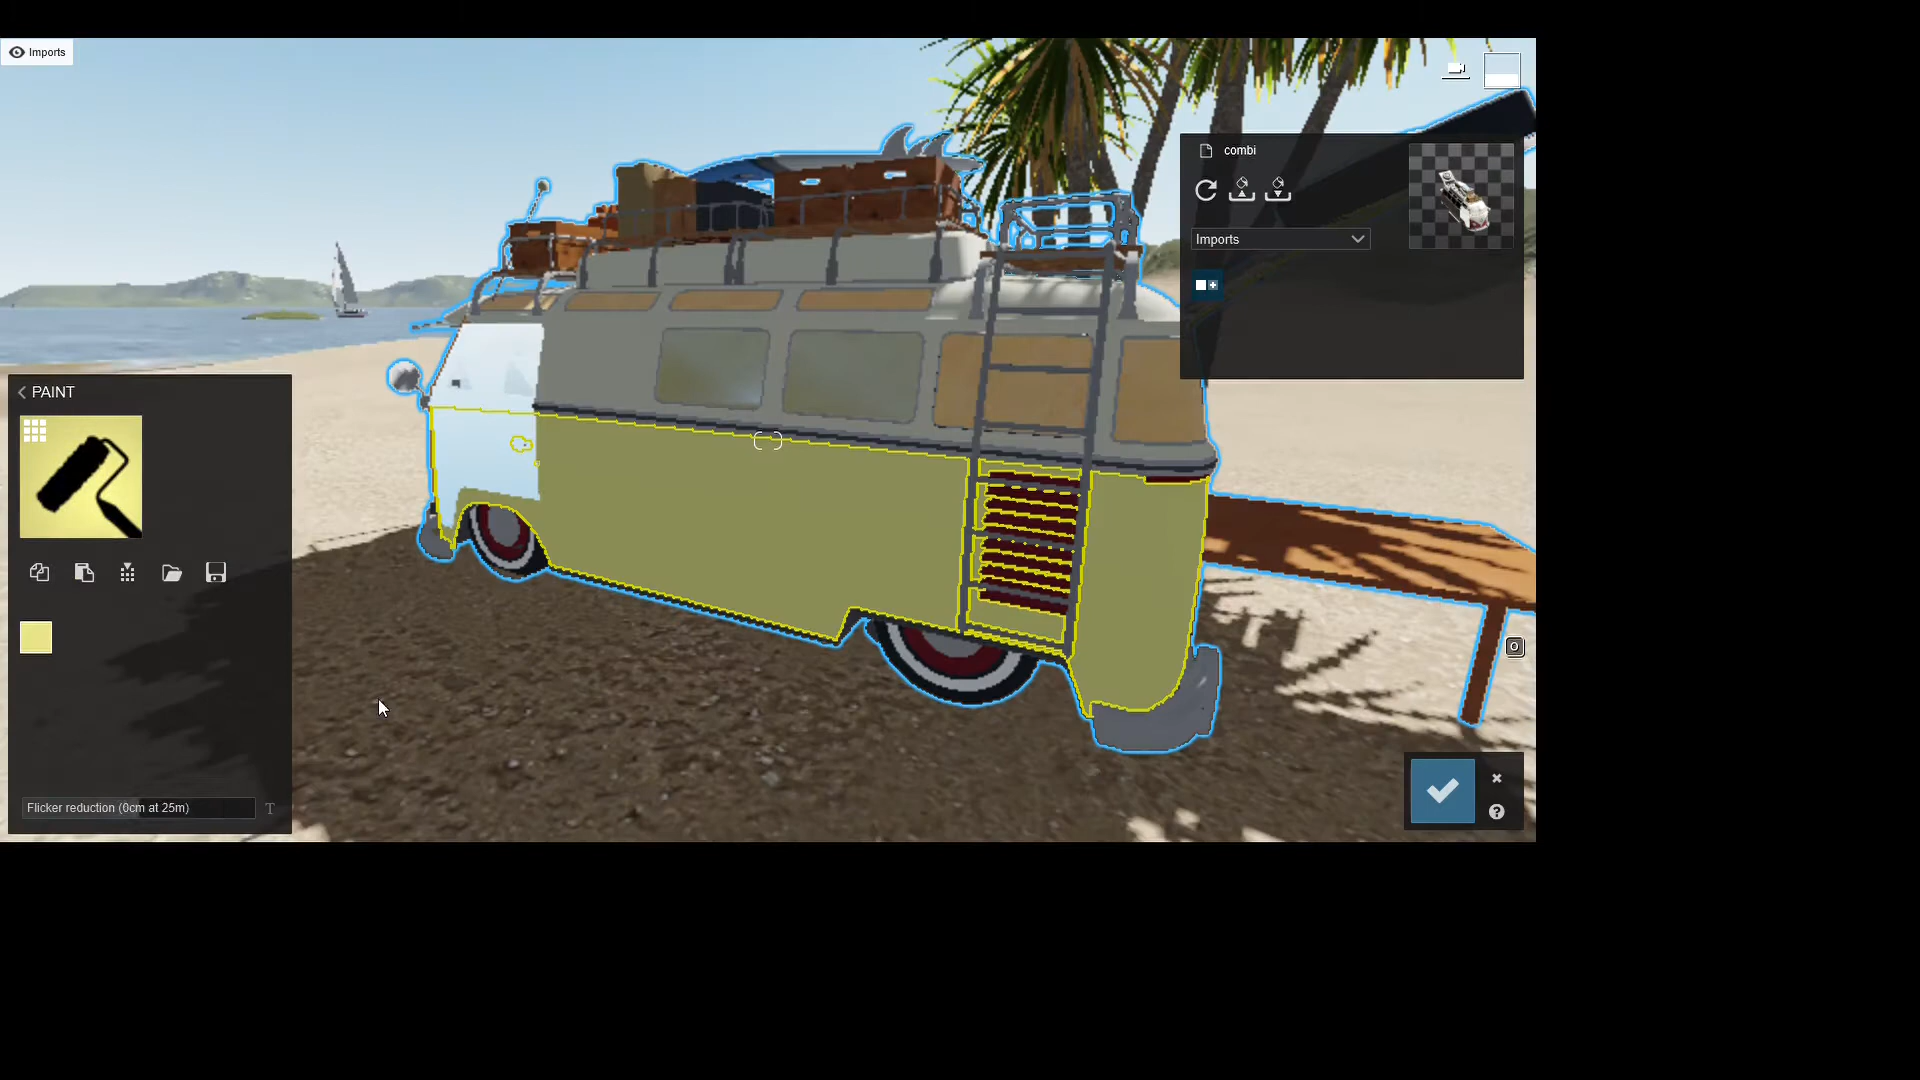 Imports
combi
Imports
PAINT
Flicker reduction (0cm at 25m)
T
O
?